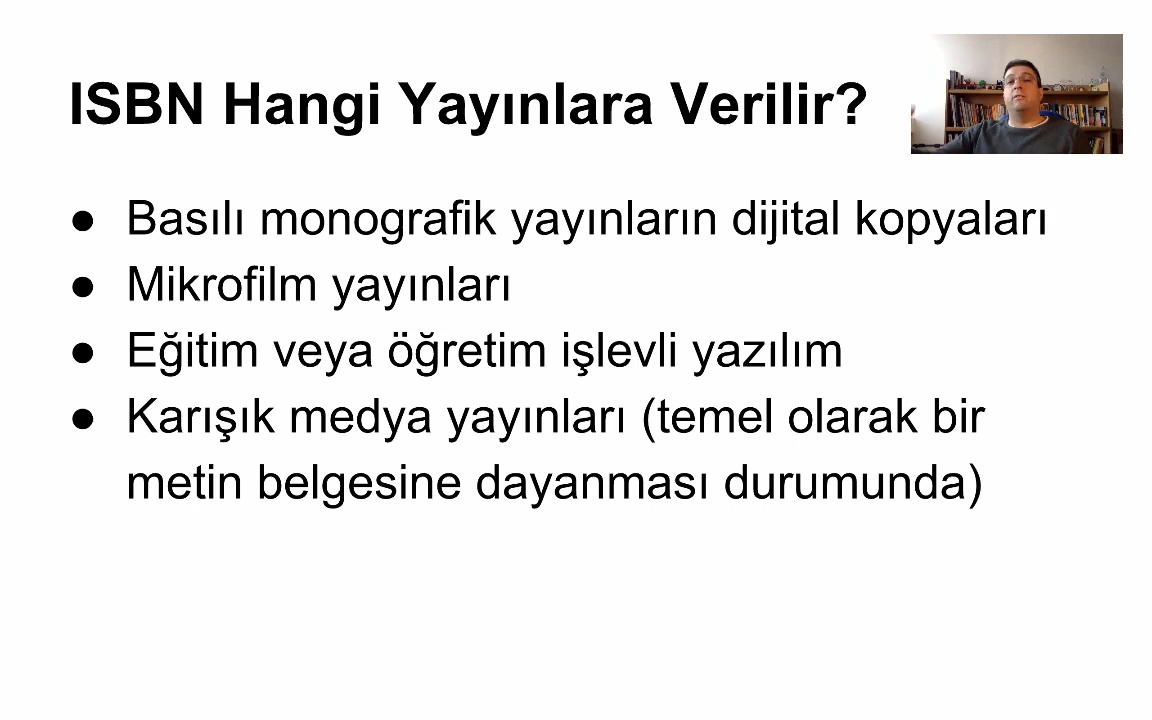 ISBN Hangi Yayınlara Verilir?
● Basılı monografik yayınların dijital kopyaları
● Mikrofilm yayınları
● Eğitim veya öğretim işlevli yazılım
● Karışık medya yayınları (temel olarak bir
metin belgesine dayanması durumunda)